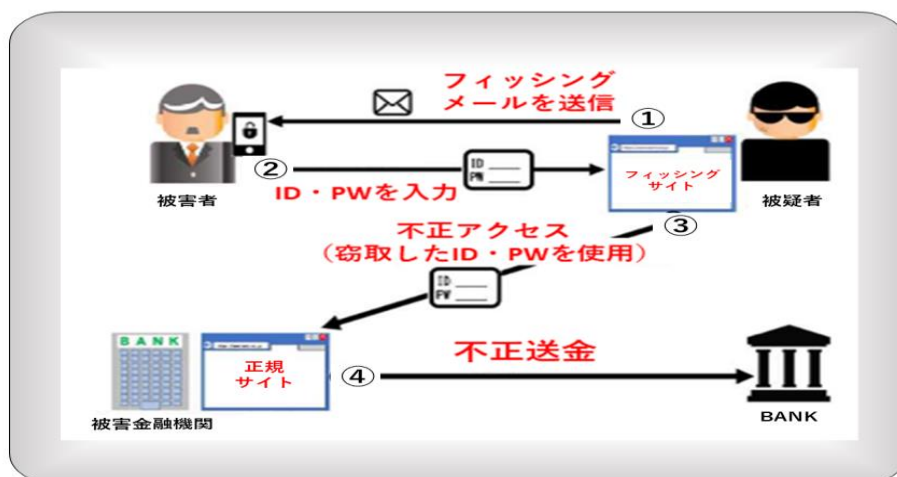 フィッシング
メールを送信
①
②
ID
PW
フィッシング
サイト
ID・PWを入力
被害者
被疑者
③
不正アクセス
（窃取したID・PWを使用）
ID
PW
BANK
正規
サイト
④
不正送金
被害金融機関
BANK